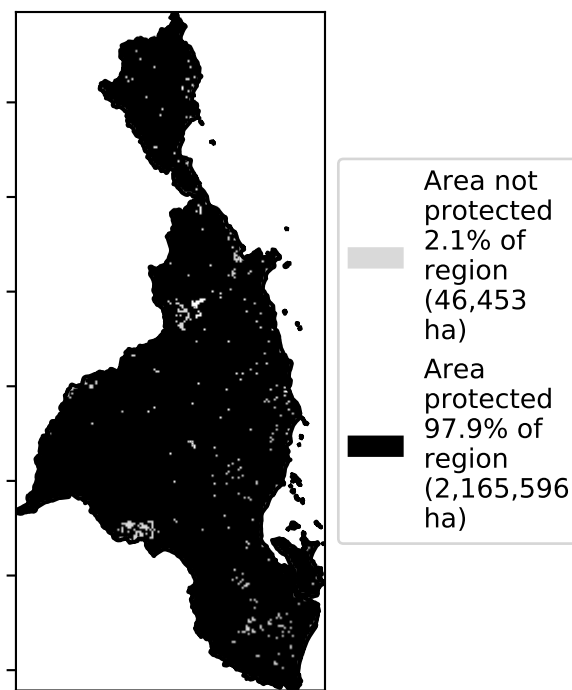 Area not
protected
2.1% of
region
(46,453
ha)
Area
protected
97.9% of
region
(2,165,596
ha)